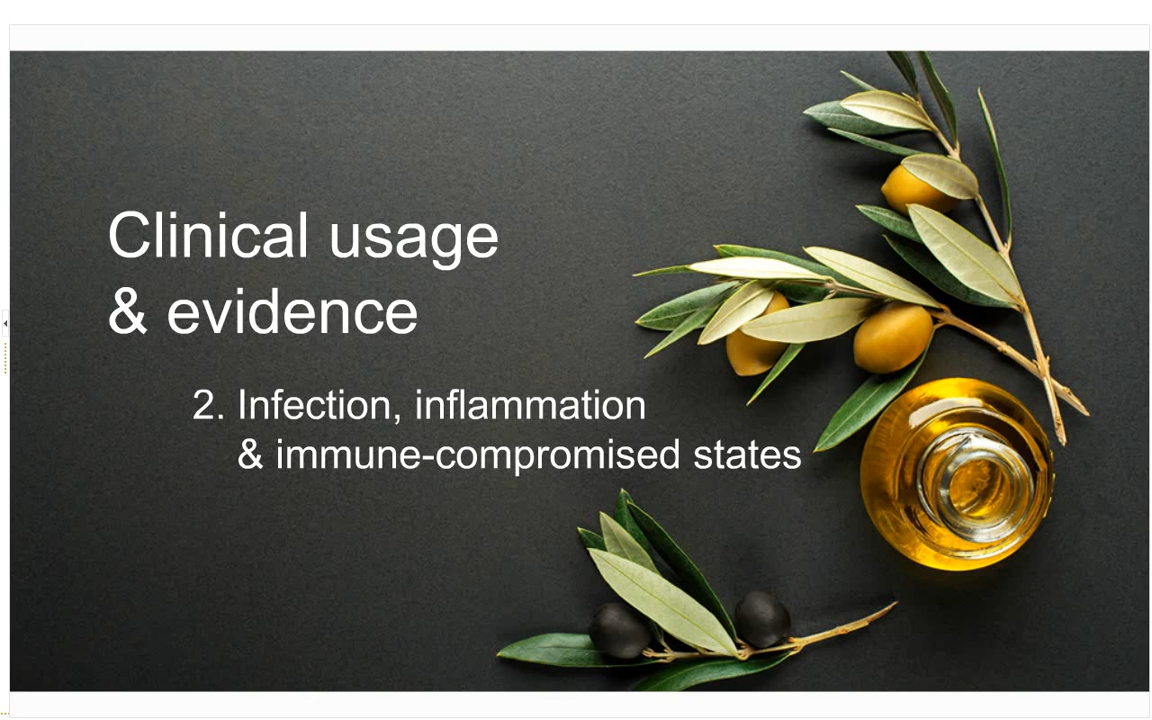 Clinical usage
& evidence
2. Infection, inflammation
& immune-compromised states